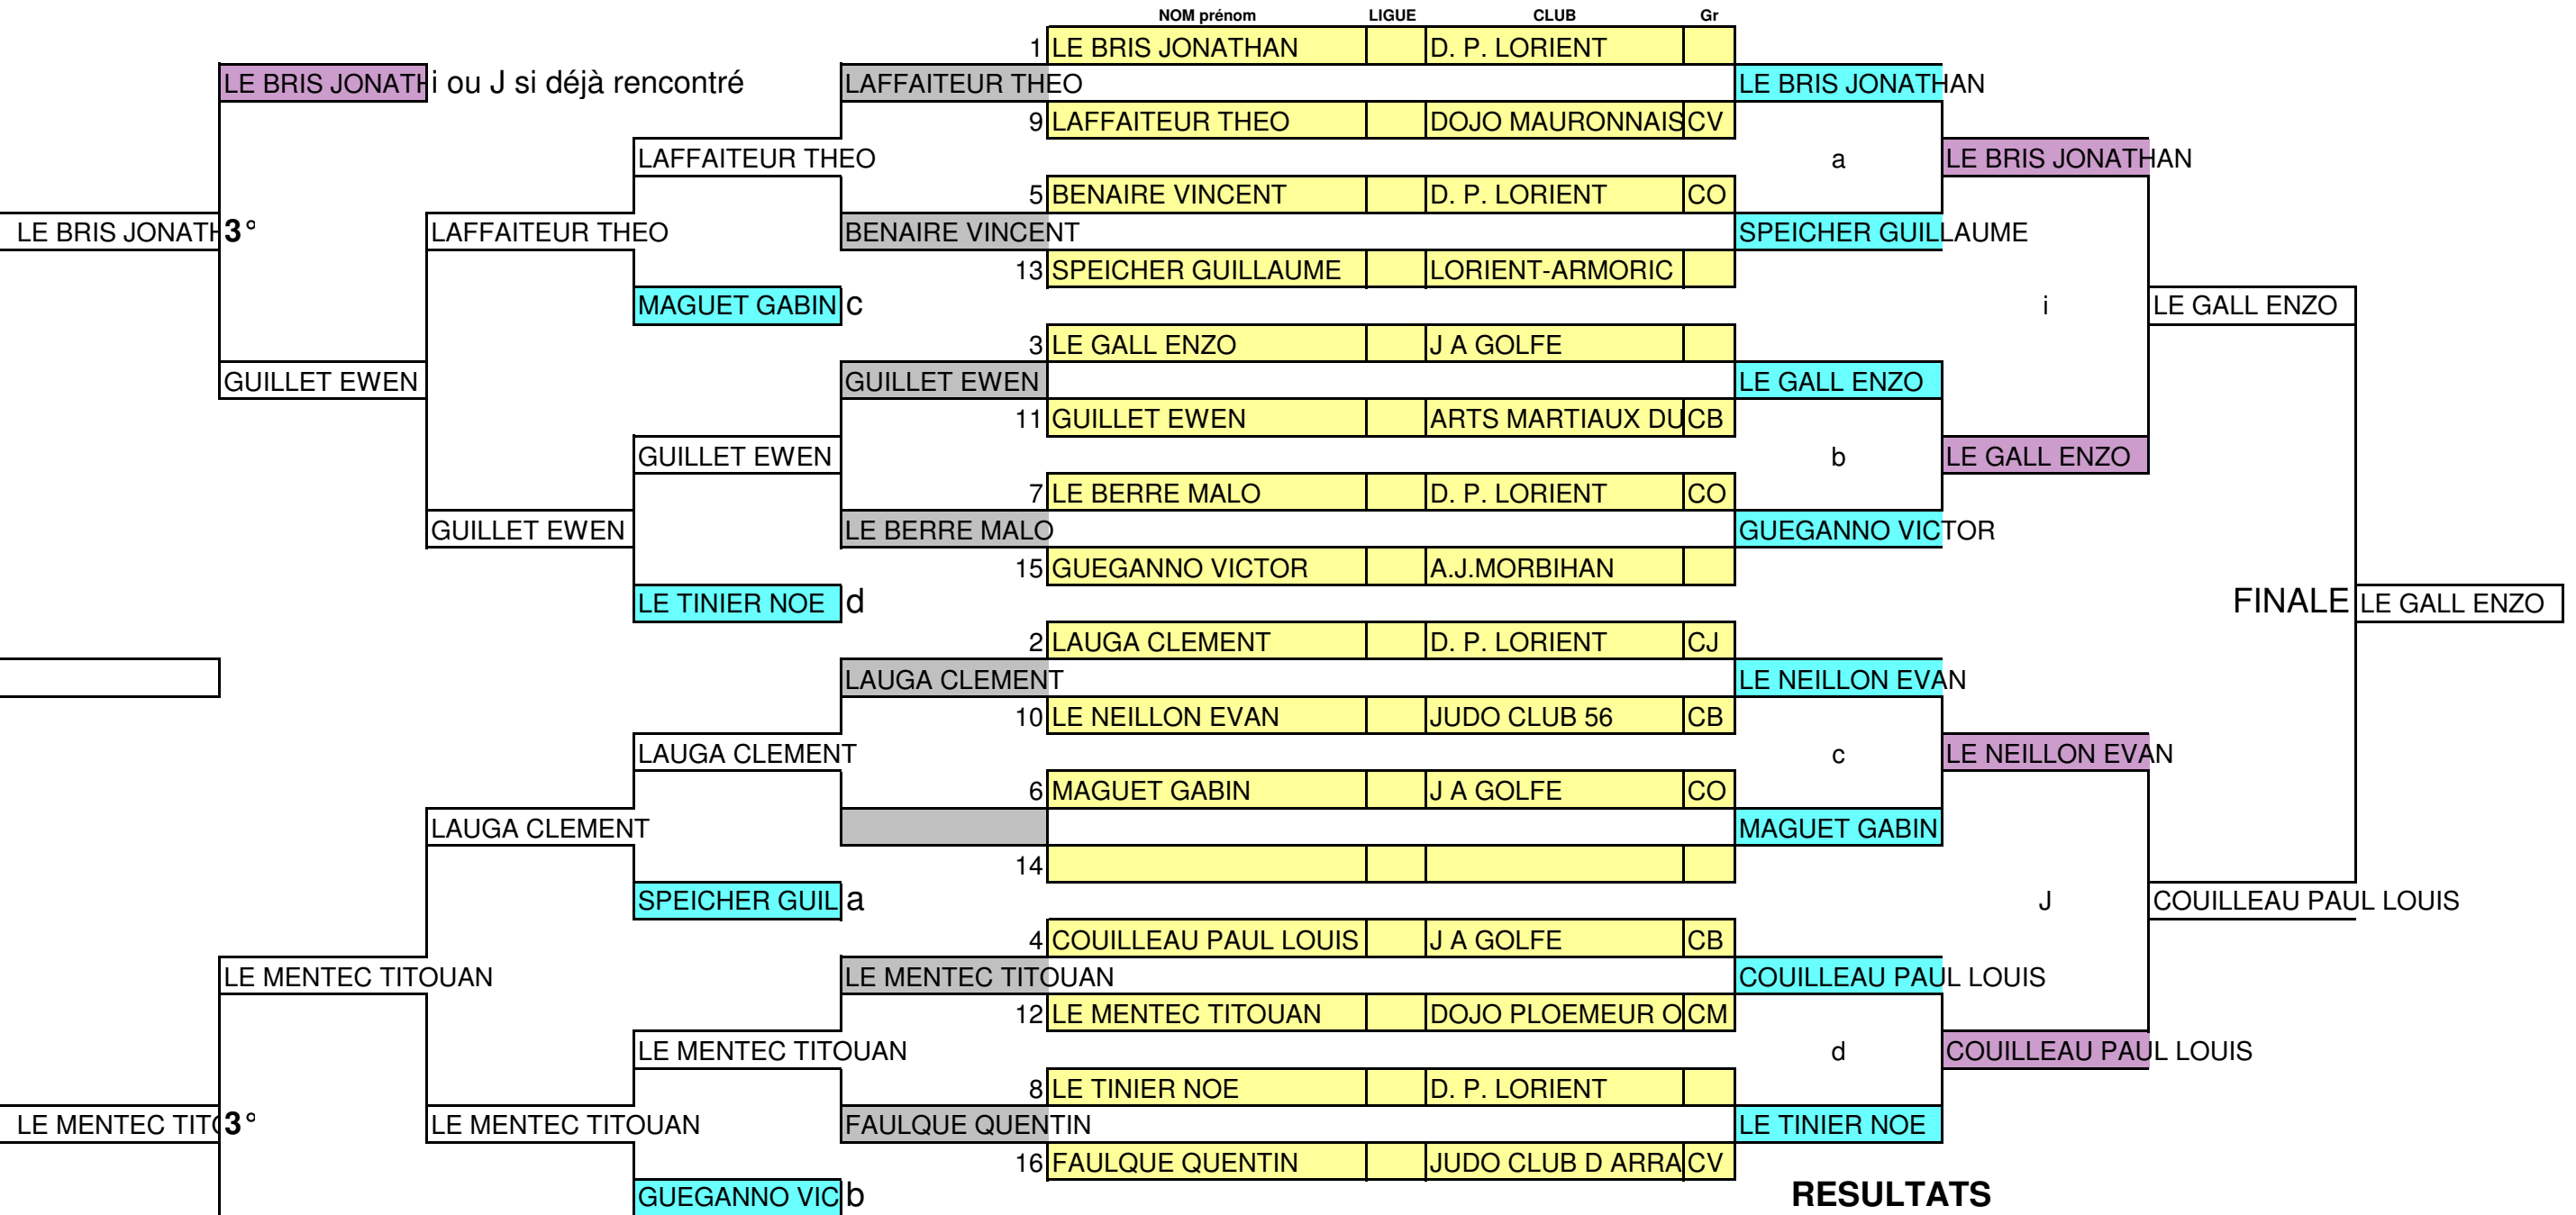 NOM prénom LIGUE CLUB Gr
1 LE BRIS JONATHAN D. P. LORIENT
LE BRIS JONATH i ou J si déjà rencontré LAFFAITEUR THEO LE BRIS JONATHAN
9 LAFFAITEUR THEO DOJO MAURONNAIS CV
LAFFAITEUR THEO a LE BRIS JONATHAN
5 BENAIRE VINCENT D. P. LORIENT CO
LE BRIS JONATH 3° LAFFAITEUR THEO BENAIRE VINCENT SPEICHER GUILLAUME
13 SPEICHER GUILLAUME LORIENT-ARMORIC
MAGUET GABIN c i LE GALL ENZO
3 LE GALL ENZO J A GOLFE
GUILLET EWEN GUILLET EWEN LE GALL ENZO
11 GUILLET EWEN ARTS MARTIAUX DU CB
GUILLET EWEN b LE GALL ENZO
7 LE BERRE MALO D. P. LORIENT CO
GUILLET EWEN LE BERRE MALO GUEGANNO VICTOR
15 GUEGANNO VICTOR A.J.MORBIHAN
LE TINIER NOE d FINALE LE GALL ENZO
2 LAUGA CLEMENT D. P. LORIENT CJ
LAUGA CLEMENT LE NEILLON EVAN
10 LE NEILLON EVAN JUDO CLUB 56 CB
LAUGA CLEMENT c LE NEILLON EVAN
6 MAGUET GABIN J A GOLFE CO
LAUGA CLEMENT MAGUET GABIN
14
SPEICHER GUIL a J COUILLEAU PAUL LOUIS
4 COUILLEAU PAUL LOUIS J A GOLFE CB
LE MENTEC TITOUAN LE MENTEC TITOUAN COUILLEAU PAUL LOUIS
12 LE MENTEC TITOUAN DOJO PLOEMEUR O CM
LE MENTEC TITOUAN d COUILLEAU PAUL LOUIS
8 LE TINIER NOE D. P. LORIENT
LE MENTEC TITO 3° LE MENTEC TITOUAN FAULQUE QUENTIN LE TINIER NOE
16 FAULQUE QUENTIN JUDO CLUB D ARRA CV
GUEGANNO VIC b RESULTATS